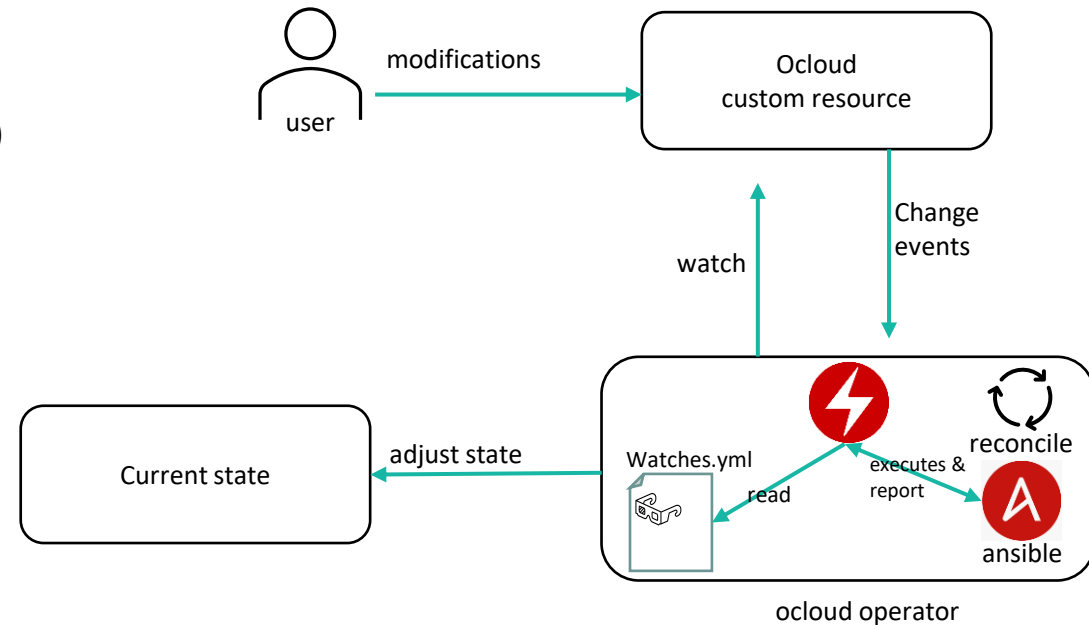 modifications
Ocloud
custom resource
user
)
Change
events
watch
reconcile
Watches.yml
executes &
report
read
adjust state
Current state
ansible
ocloud operator